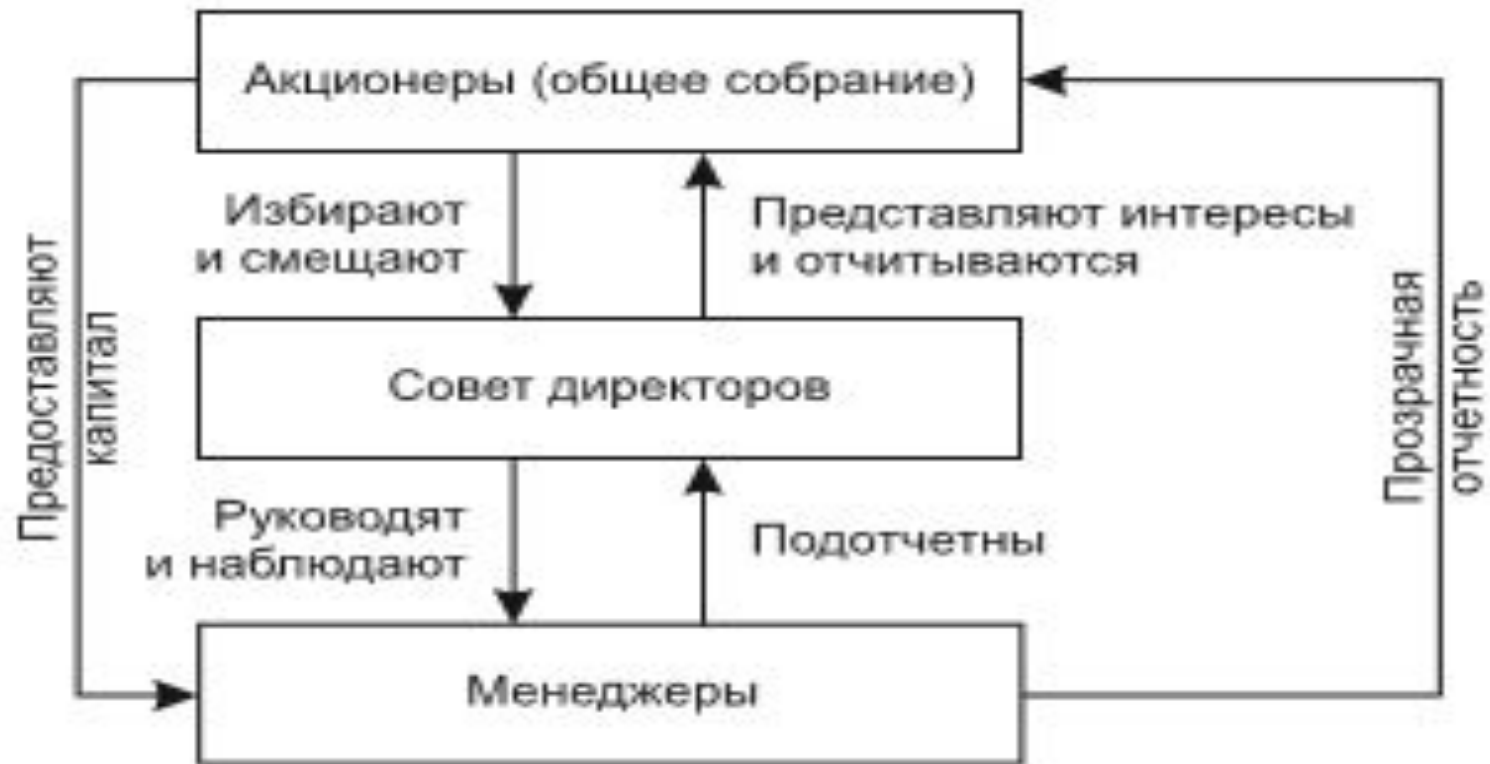 Акционеры (общее собрание)
Избирают
и смещают
Представляют интересы
и отчитываются
Предоставляют
капитал
Прозрачная
отчетность
Совет директоров
Руководят
и наблюдают
Подотчетны
Менеджеры